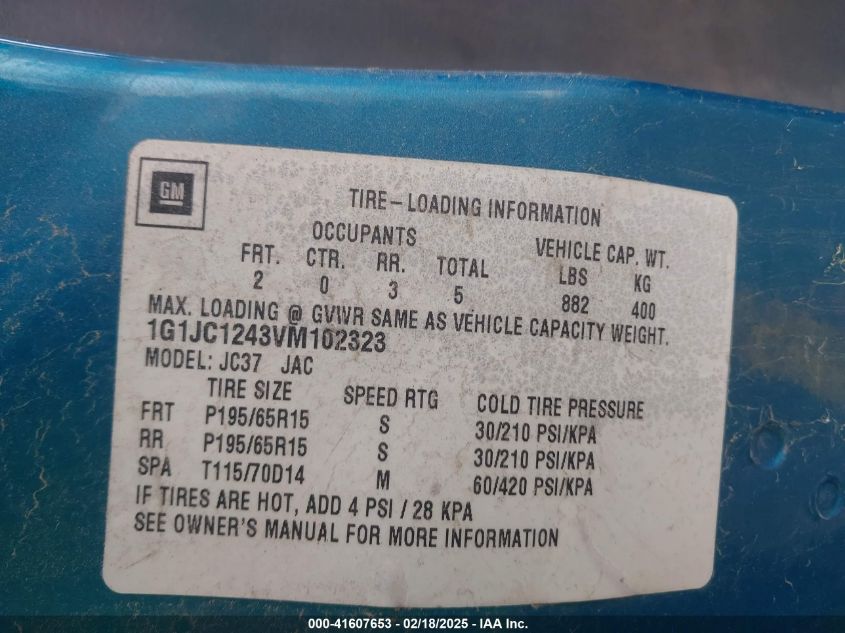 GM
TIRE-LOADING INFORMATION
OCCUPANTS VEHICLE CAP. WT.
FRT. CTR. RR. TOTAL LBS KG
2 0 3 5 882 400
MAX. LOADING @ GVWR SAME AS VEHICLE CAPACITY WEIGHT.
1G1JC1243VM102323
MODEL: JC37 JAC
TIRE SIZE SPEED RTG COLD TIRE PRESSURE
FRT P195/65R15 S 30/210 PSI/KPA
RR P195/65R15 S 30/210 PSI/KPA
SPA T115/70D14 M 60/420 PSI/KPA
IF TIRES ARE HOT, ADD 4 PSI / 28 KPA
SEE OWNER'S MANUAL FOR MORE INFORMATION
000-41607653 - 02/18/2025 - IAA Inc.